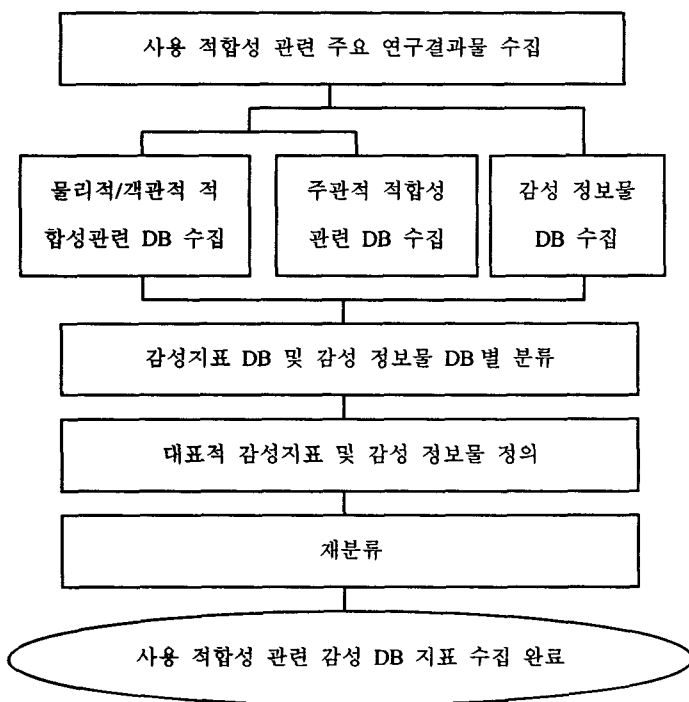 사용 적합성 관련 주요 연구결과물 수집
물리적/객관적 적
합성관련 DB 수집
주관적 적합성
관련 DB 수집
감성 정보물
DB 수집
감성지표 DB 및 감성 정보물 DB별 분류
대표적 감성지표 및 감성 정보물 정의
재분류
사용 적합성 관련 감성 DB 지표 수집 완료